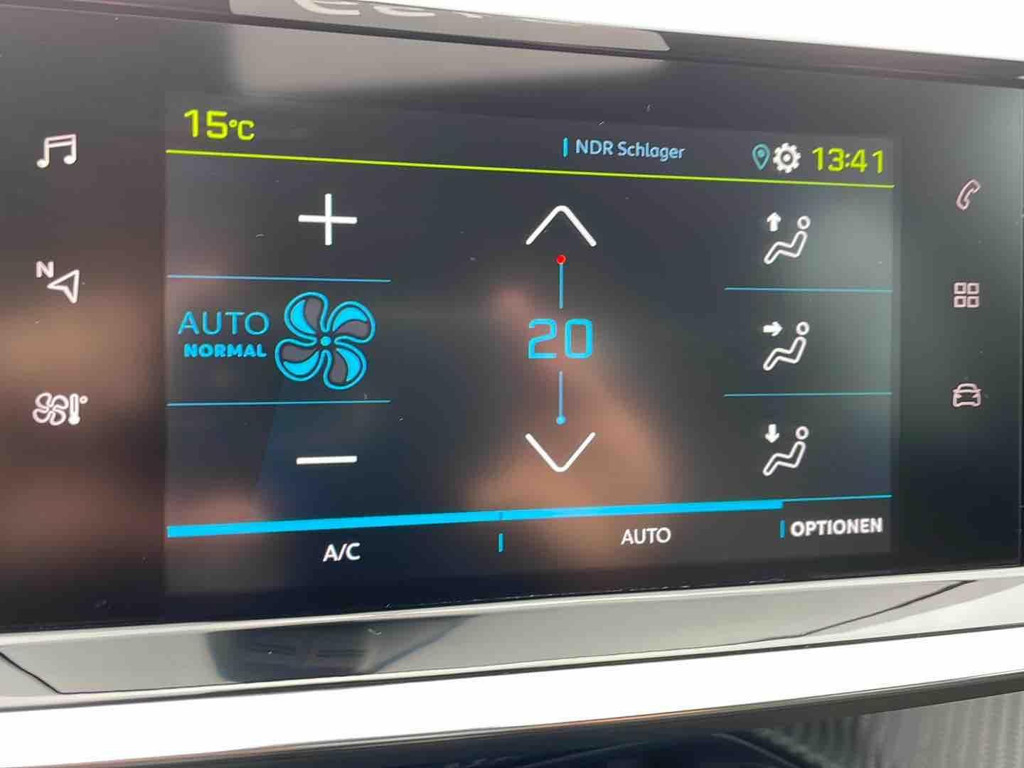 15°C
NDR Schlager
13:41
N
AUTO
NORMAL
20
A/C
AUTO
OPTIONEN